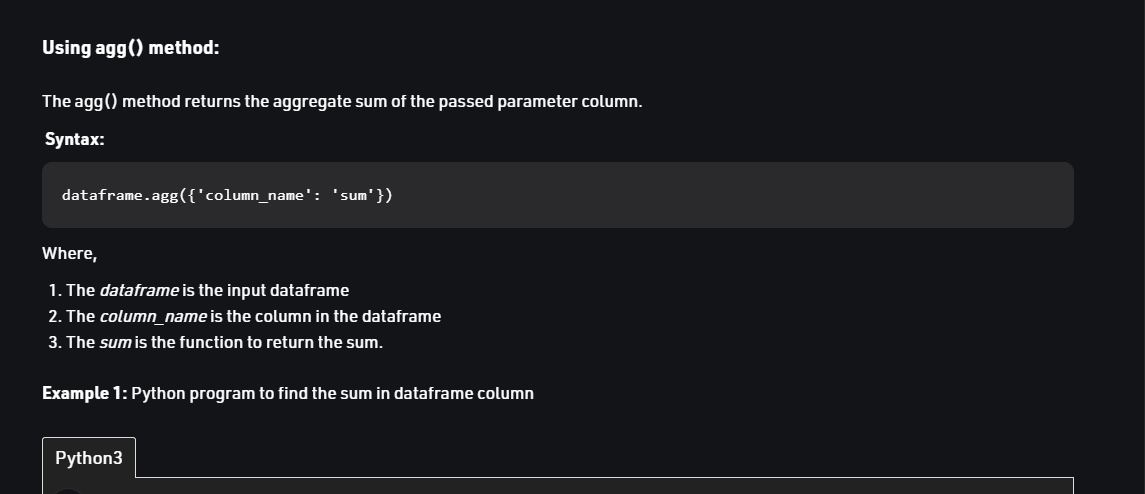 Using agg() method:
The agg() method returns the aggregate sum of the passed parameter column.
Syntax:
dataframe.agg({'column_name': 'sum'})
Where,
1. The dataframe is the input dataframe
2. The column_name is the column in the dataframe
3. The sum is the function to return the sum.
Example 1: Python program to find the sum in dataframe column
Python3